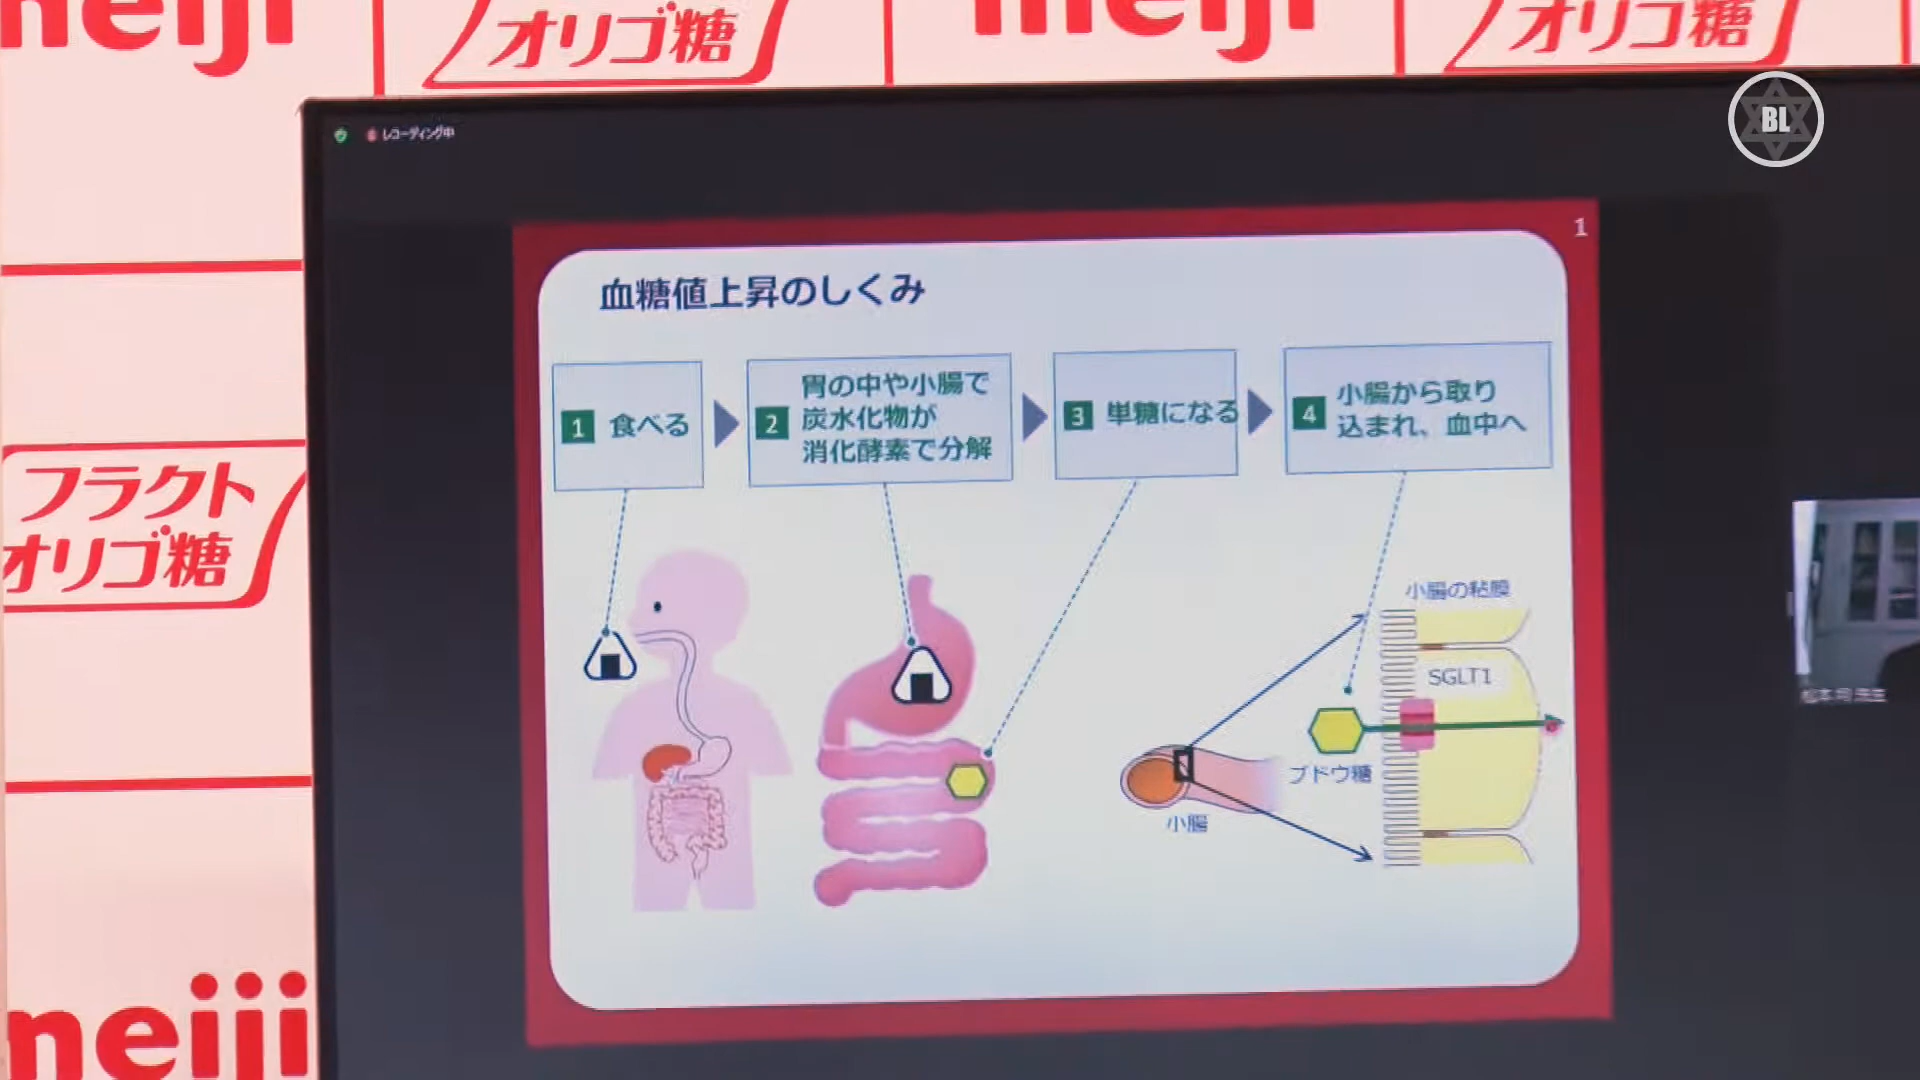 meiji
オリゴ糖
meiji
オリゴ糖
BL
レコーディング中
1
血糖値上昇のしくみ
1 食べる
2 胃の中や小腸で
炭水化物が
消化酵素で分解
3 単糖になる
4 小腸から取り
込まれ、血中へ
フラクト
オリゴ糖
小腸の粘膜
SGLT1
ブドウ糖
小腸
meiji